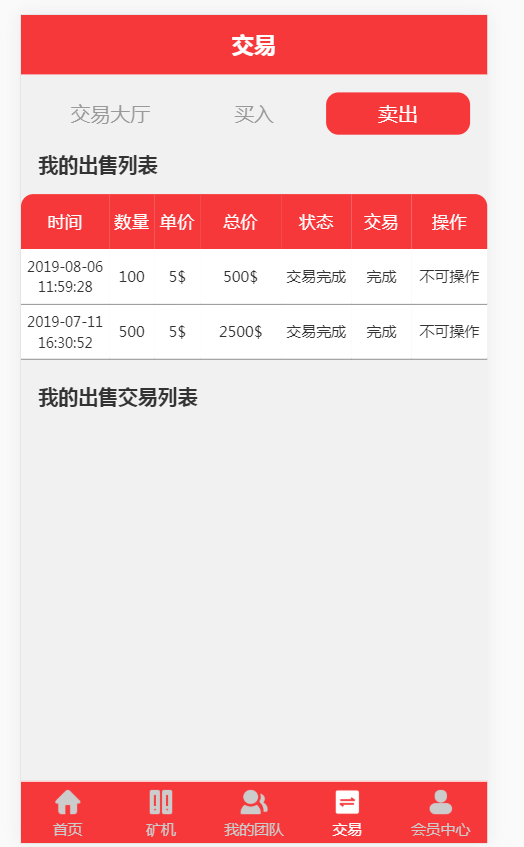 交易
交易大厅 买入 卖出
我的出售列表
时间 数量 单价 总价 状态 交易 操作
2019-08-06 11:59:28 100 5$ 500$ 交易完成 完成 不可操作
2019-07-11 16:30:52 500 5$ 2500$ 交易完成 完成 不可操作
我的出售交易列表
首页 矿机 我的团队 交易 会员中心